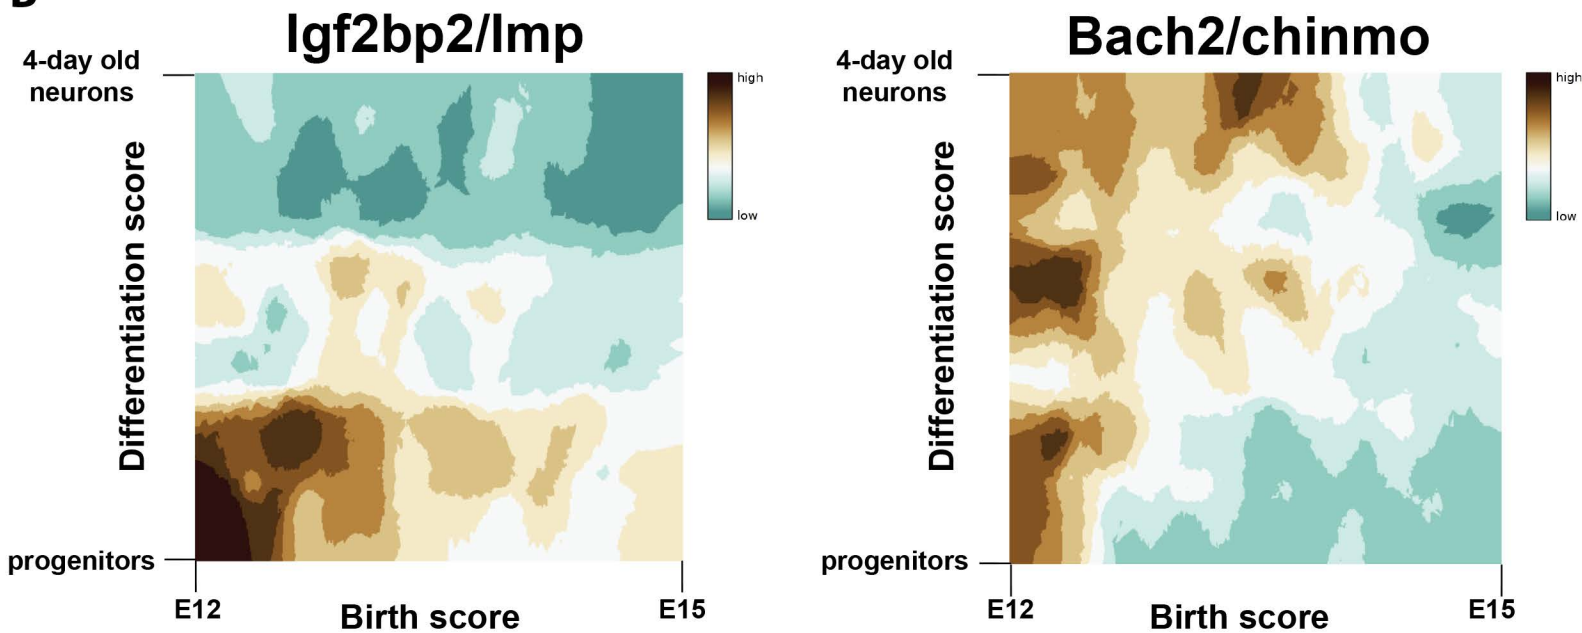 Igf2bp2/Imp
4-day old
neurons
Differentiation score
progenitors
E12
Birth score
E15
high
low
Bach2/chinmo
4-day old
neurons
Differentiation score
progenitors
E12
Birth score
E15
high
low